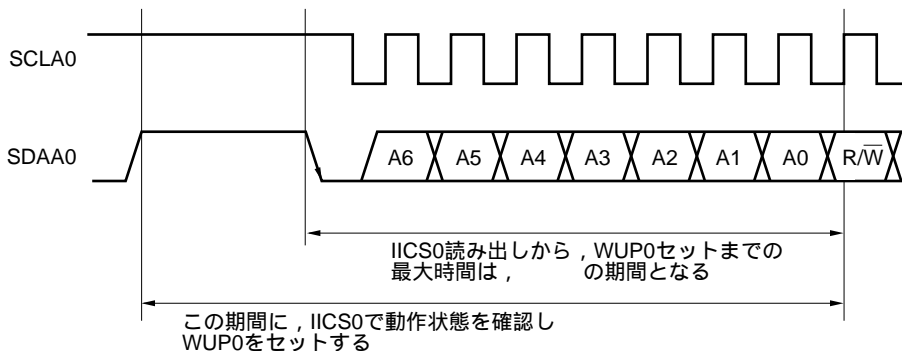 SCLA0
SDAA0
A6 A5 A4 A3 A2 A1 A0 R/W̅
IICS0読み出しから，WUP0セットまでの
最大時間は，　　　の期間となる
この期間に，IICS0で動作状態を確認し
WUP0をセットする